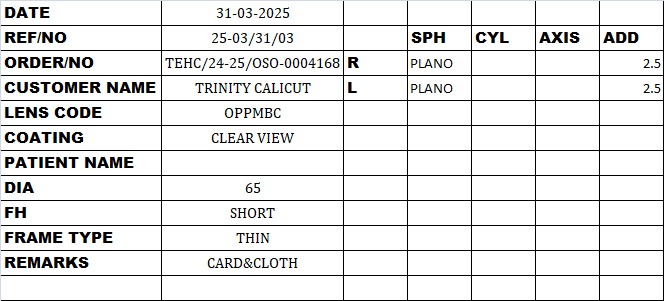 DATE 31-03-2025
REF/NO 25-03/31/03 SPH CYL AXIS ADD
ORDER/NO TEHC/24-25/OSO-0004168 R PLANO 2.5
CUSTOMER NAME TRINITY CALICUT L PLANO 2.5
LENS CODE OPPMBC
COATING CLEAR VIEW
PATIENT NAME
DIA 65
FH SHORT
FRAME TYPE THIN
REMARKS CARD&CLOTH